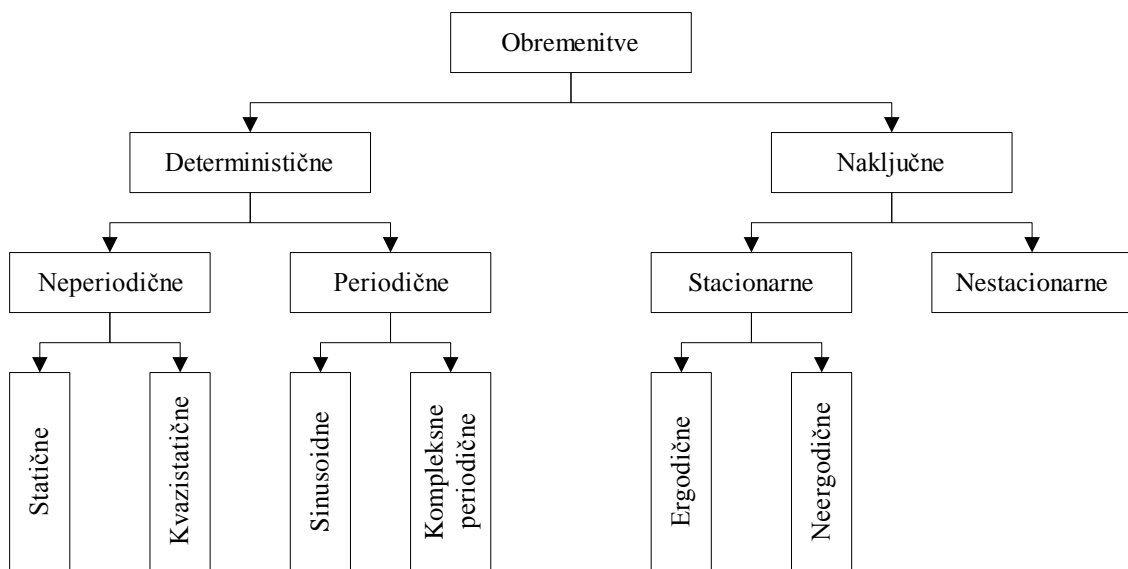 Obremenitve
Deterministične
Naključne
Neperiodične
Periodične
Stacionarne
Nestacionarne
Statične
Kvazistatične
Sinusoidne
Kompleksne
periodične
Ergodične
Neergodične